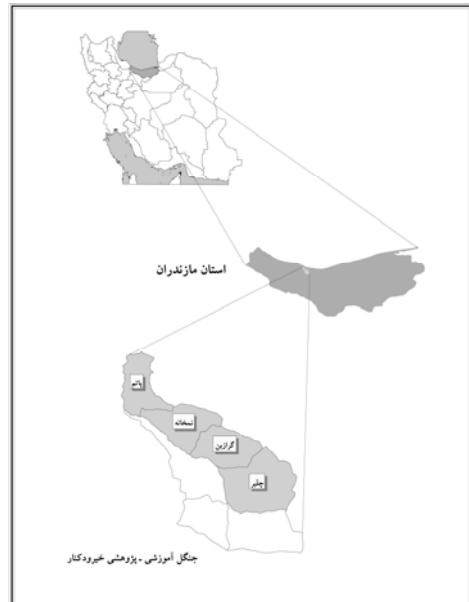 استان مازندران
پاتم
نمخانه
گرازبن
چلیر
جنگل آموزشی - پژوهشی خیرودکنار